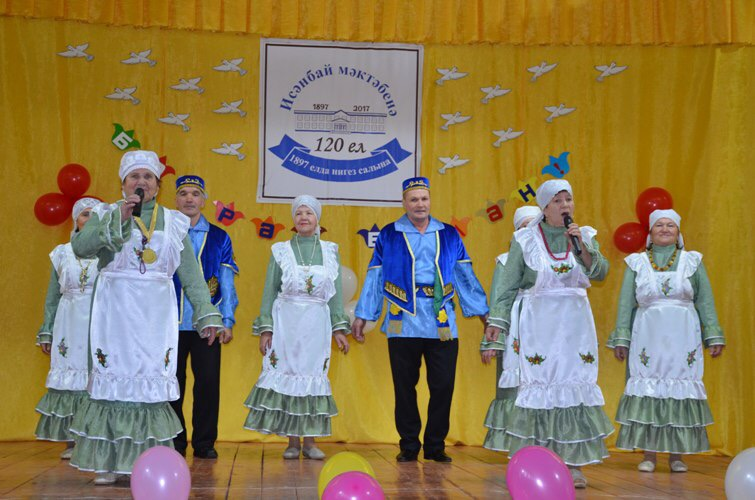 Исәнбай мәктәбенә
1897 2017
120 ел
1897 елда нигез салына